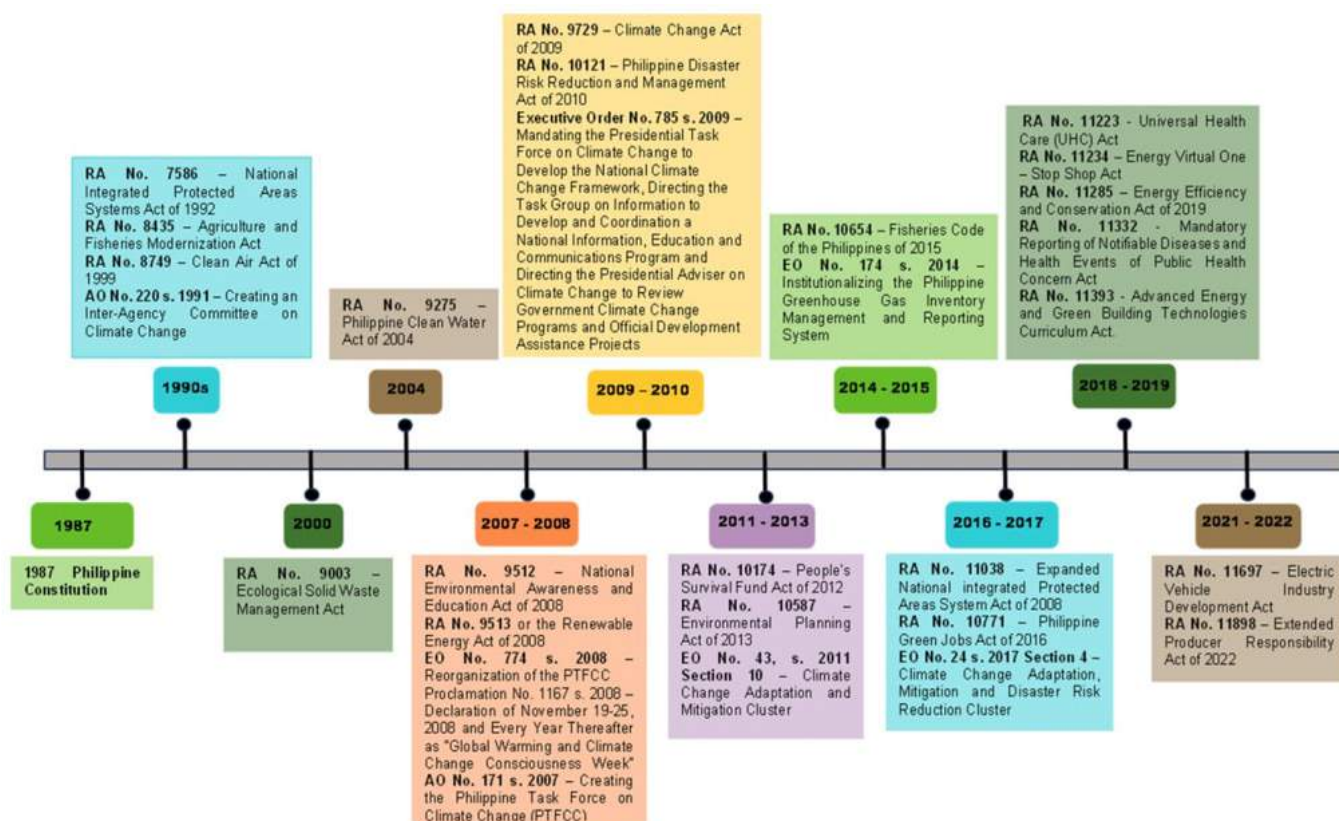 RA No. 9729 – Climate Change Act
of 2009
RA No. 10121 – Philippine Disaster
Risk Reduction and Management
Act of 2010
Executive Order No. 785 s. 2009 –
Mandating the Presidential Task
Force on Climate Change to
Develop the National Climate
Change Framework, Directing the
Task Group on Information to
Develop and Coordination a
National Information, Education and
Communications Program and
Directing the Presidential Adviser on
Climate Change to Review
Government Climate Change
Programs and Official Development
Assistance Projects
RA No. 7586 – National
Integrated Protected Areas
Systems Act of 1992
RA No. 8435 – Agriculture and
Fisheries Modernization Act
RA No. 8749 – Clean Air Act of
1999
AO No. 220 s. 1991 – Creating an
Inter-Agency Committee on
Climate Change
RA No. 9275 –
Philippine Clean Water
Act of 2004
RA No. 10654 – Fisheries Code
of the Philippines of 2015
EO No. 174 s. 2014 –
Institutionalizing the Philippine
Greenhouse Gas Inventory
Management and Reporting
System
RA No. 11223 - Universal Health
Care (UHC) Act
RA No. 11234 – Energy Virtual One
– Stop Shop Act
RA No. 11285 – Energy Efficiency
and Conservation Act of 2019
RA No. 11332 - Mandatory
Reporting of Notifiable Diseases and
Health Events of Public Health
Concern Act
RA No. 11393 - Advanced Energy
and Green Building Technologies
Curriculum Act.
1990s
2004
2009 – 2010
2014 - 2015
2018 - 2019
1987
2000
2007 - 2008
2011 - 2013
2016 - 2017
2021 - 2022
1987 Philippine
Constitution
RA No. 9003 –
Ecological Solid Waste
Management Act
RA No. 9512 – National
Environmental Awareness and
Education Act of 2008
RA No. 9513 or the Renewable
Energy Act of 2008
EO No. 774 s. 2008 –
Reorganization of the PTFCC
Proclamation No. 1167 s. 2008 –
Declaration of November 19-25,
2008 and Every Year Thereafter
as "Global Warming and Climate
Change Consciousness Week"
AO No. 171 s. 2007 – Creating
the Philippine Task Force on
Climate Change (PTFCC)
RA No. 10174 – People's
Survival Fund Act of 2012
RA No. 10587 –
Environmental Planning
Act of 2013
EO No. 43, s. 2011
Section 10 – Climate
Change Adaptation and
Mitigation Cluster
RA No. 11038 – Expanded
National integrated Protected
Areas System Act of 2008
RA No. 10771 – Philippine
Green Jobs Act of 2016
EO No. 24 s. 2017 Section 4 –
Climate Change Adaptation,
Mitigation and Disaster Risk
Reduction Cluster
RA No. 11697 – Electric
Vehicle Industry
Development Act
RA No. 11898 – Extended
Producer Responsibility
Act of 2022